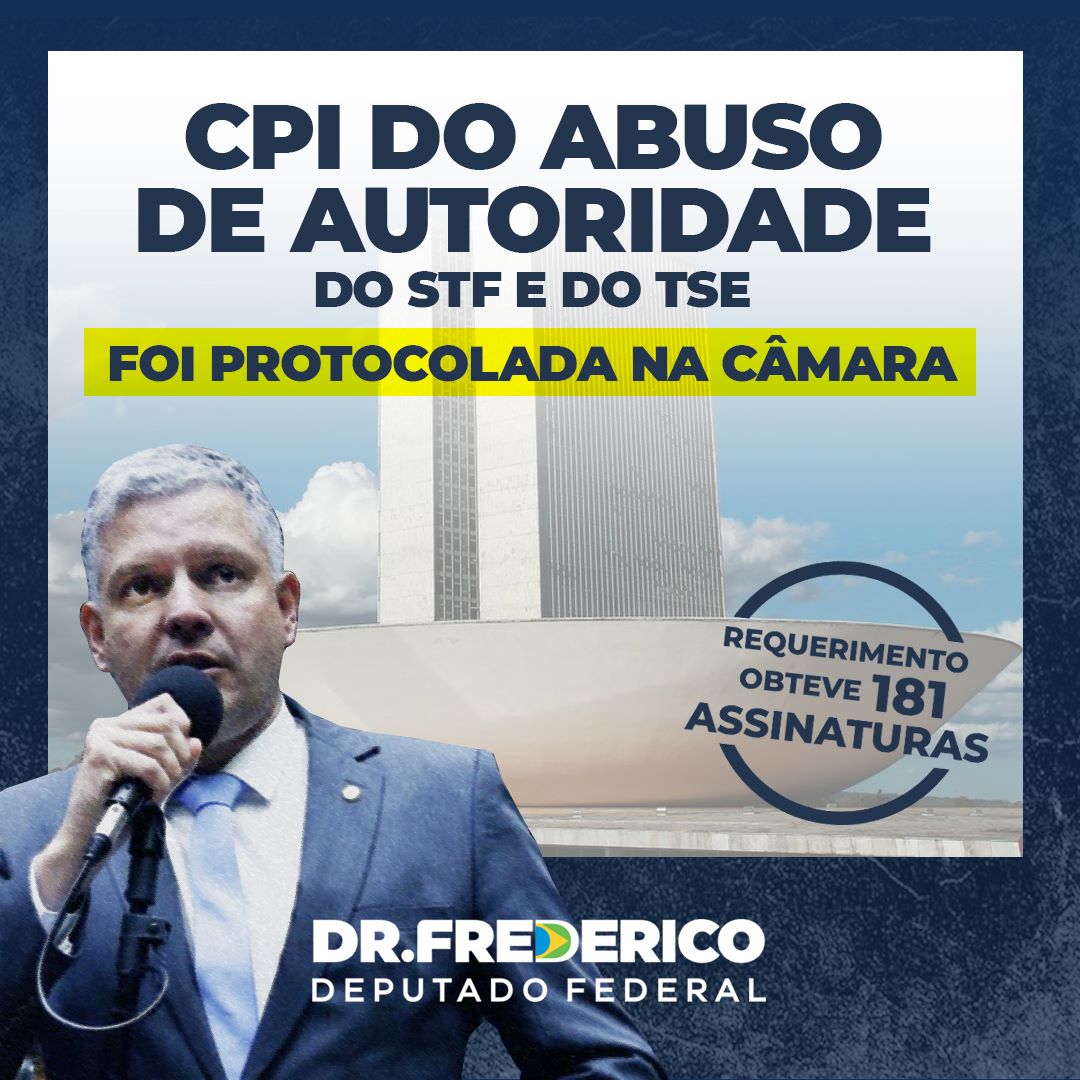 CPI DO ABUSO
DE AUTORIDADE
DO STF E DO TSE
FOI PROTOCOLADA NA CÂMARA
REQUERIMENTO
OBTEVE 181
ASSINATURAS
DR.FREDERICO
DEPUTADO FEDERAL